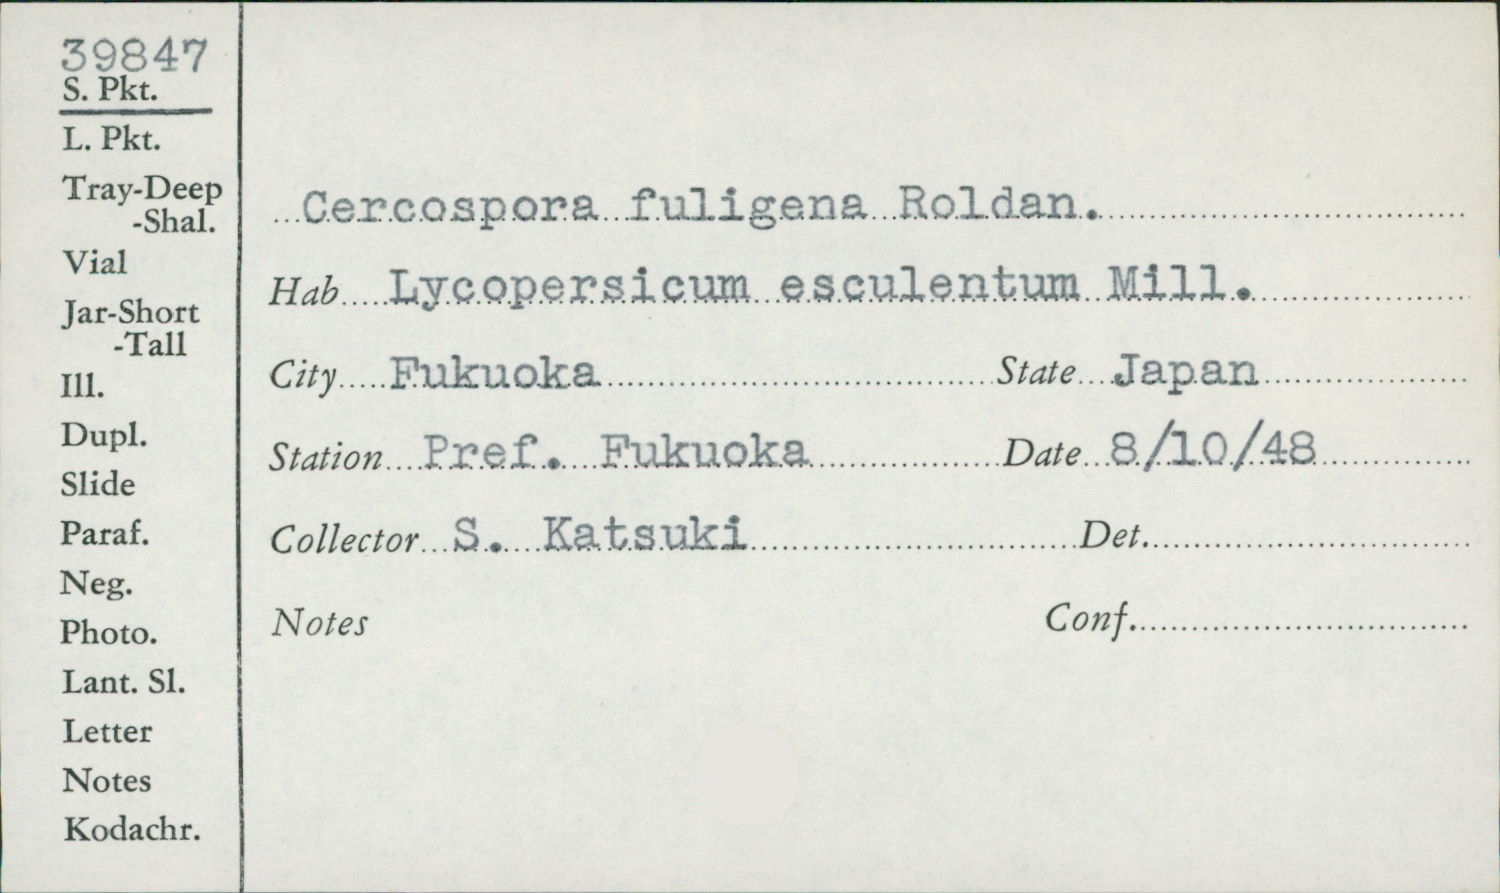 39847
S. Pkt.
L. Pkt.
Tray-Deep
-Shal.
Vial
Jar-Short
-Tall
Ill.
Dupl.
Slide
Paraf.
Neg.
Photo.
Lant. Sl.
Letter
Notes
Kodachr.
Cercospora fuligena Roldan.
Hab Lycopersicum esculentum Mill.
City Fukuoka State Japan
Station Pref. Fukuoka Date 8/10/48
Collector S. Katsuki Det.
Notes Conf.